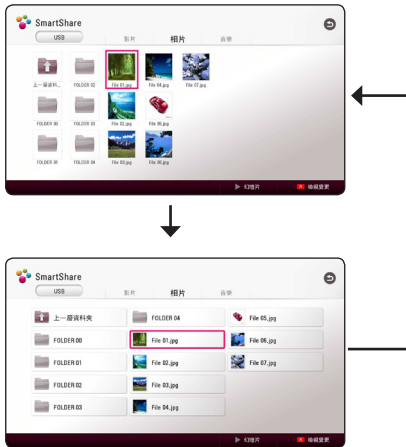 SmartShare
USB
影片 相片 音樂
上一層資料... FOLDER 02 File 01.jpg File 04.jpg File 07.jpg
FOLDER 00 FOLDER 03 File 02.jpg File 05.jpg
FOLDER 01 FOLDER 04 File 03.jpg File 06.jpg
幻燈片 檢視變更
SmartShare
USB
影片 相片 音樂
上一層資料夾 FOLDER 04 File 05.jpg
FOLDER 00 File 01.jpg File 06.jpg
FOLDER 01 File 02.jpg File 07.jpg
FOLDER 02 File 03.jpg
FOLDER 03 File 04.jpg
幻燈片 檢視變更